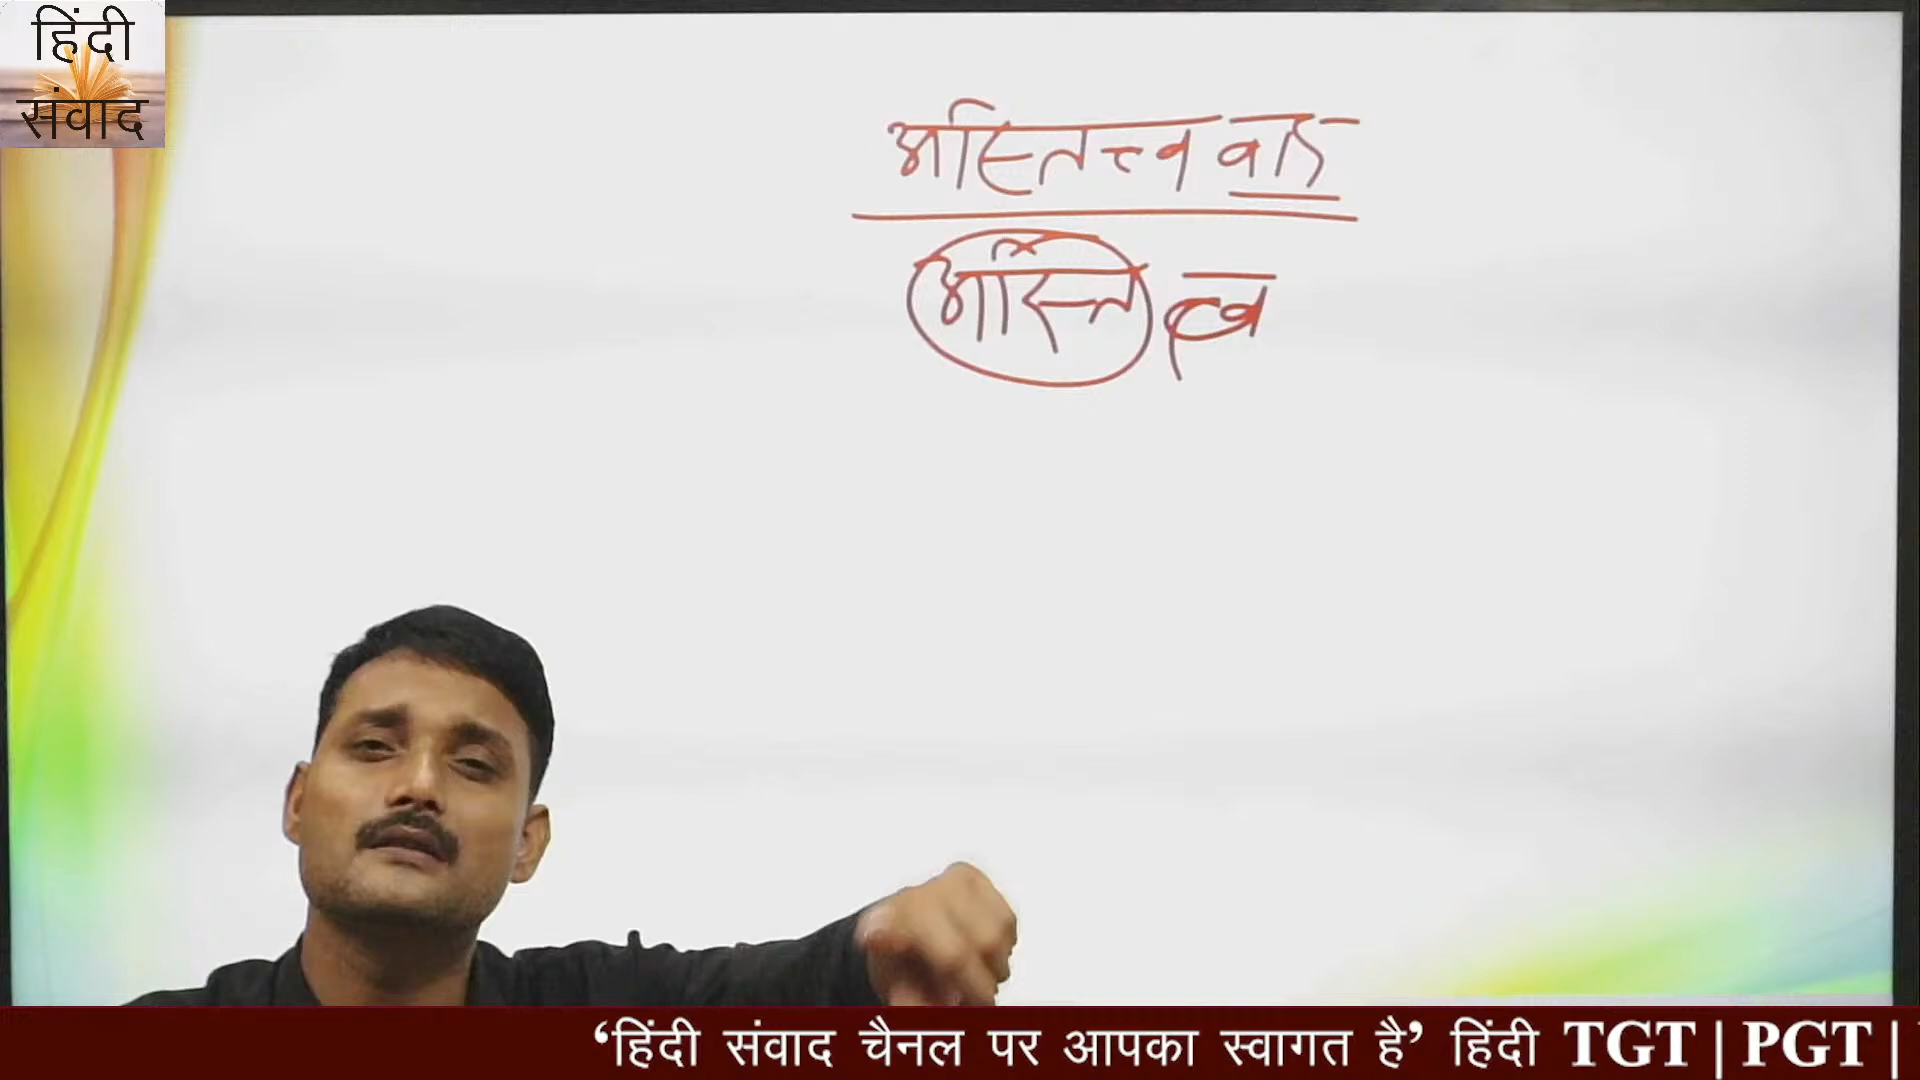 हिंदी
संवाद
अस्तित्त्ववाद
अस्ति त्व
‘हिंदी संवाद चैनल पर आपका स्वागत है’ हिंदी TGT | PGT |